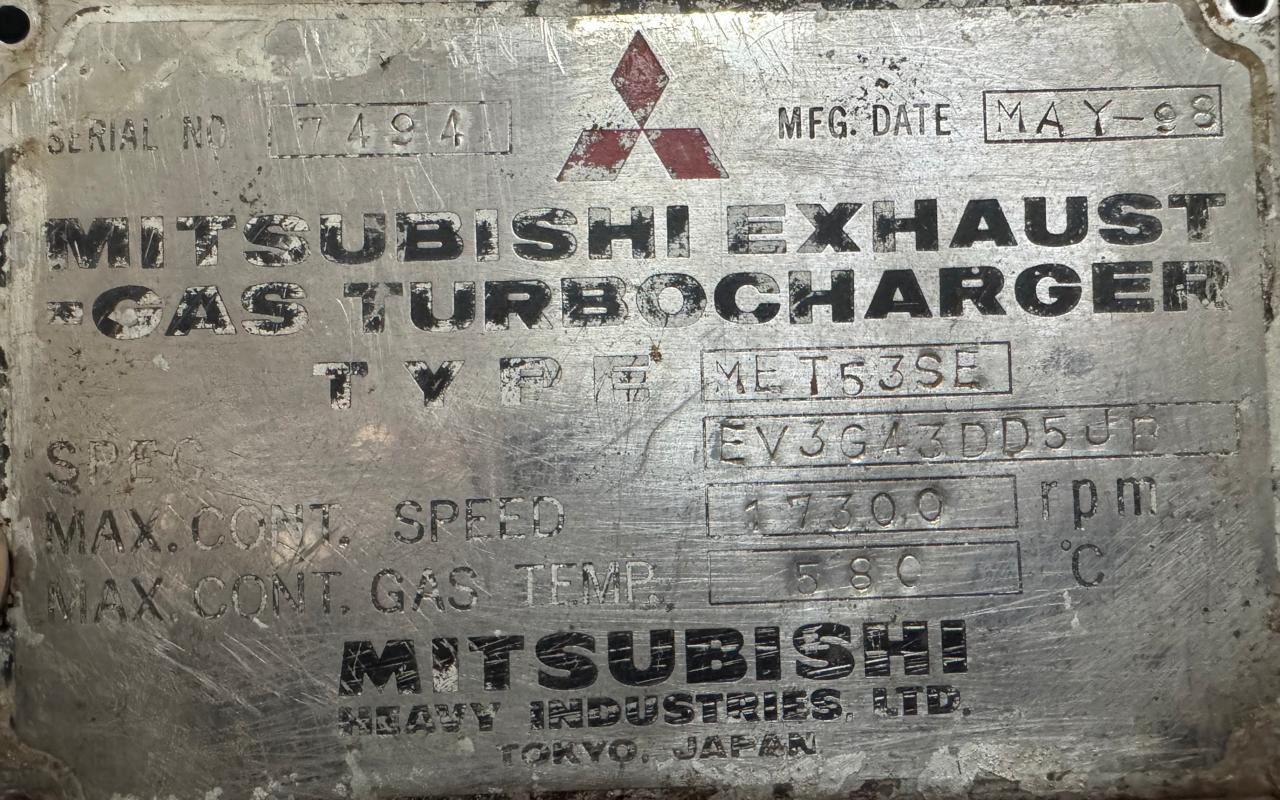 SERIAL NO. 7494
MFG. DATE MAY-98
MITSUBISHI EXHAUST
-GAS TURBOCHARGER
TYPE MET53SE
SPEC. EV3G43DD5JB
MAX. CONT. SPEED 17300 rpm
MAX. CONT. GAS TEMP. 580 °C
MITSUBISHI
HEAVY INDUSTRIES, LTD.
TOKYO, JAPAN